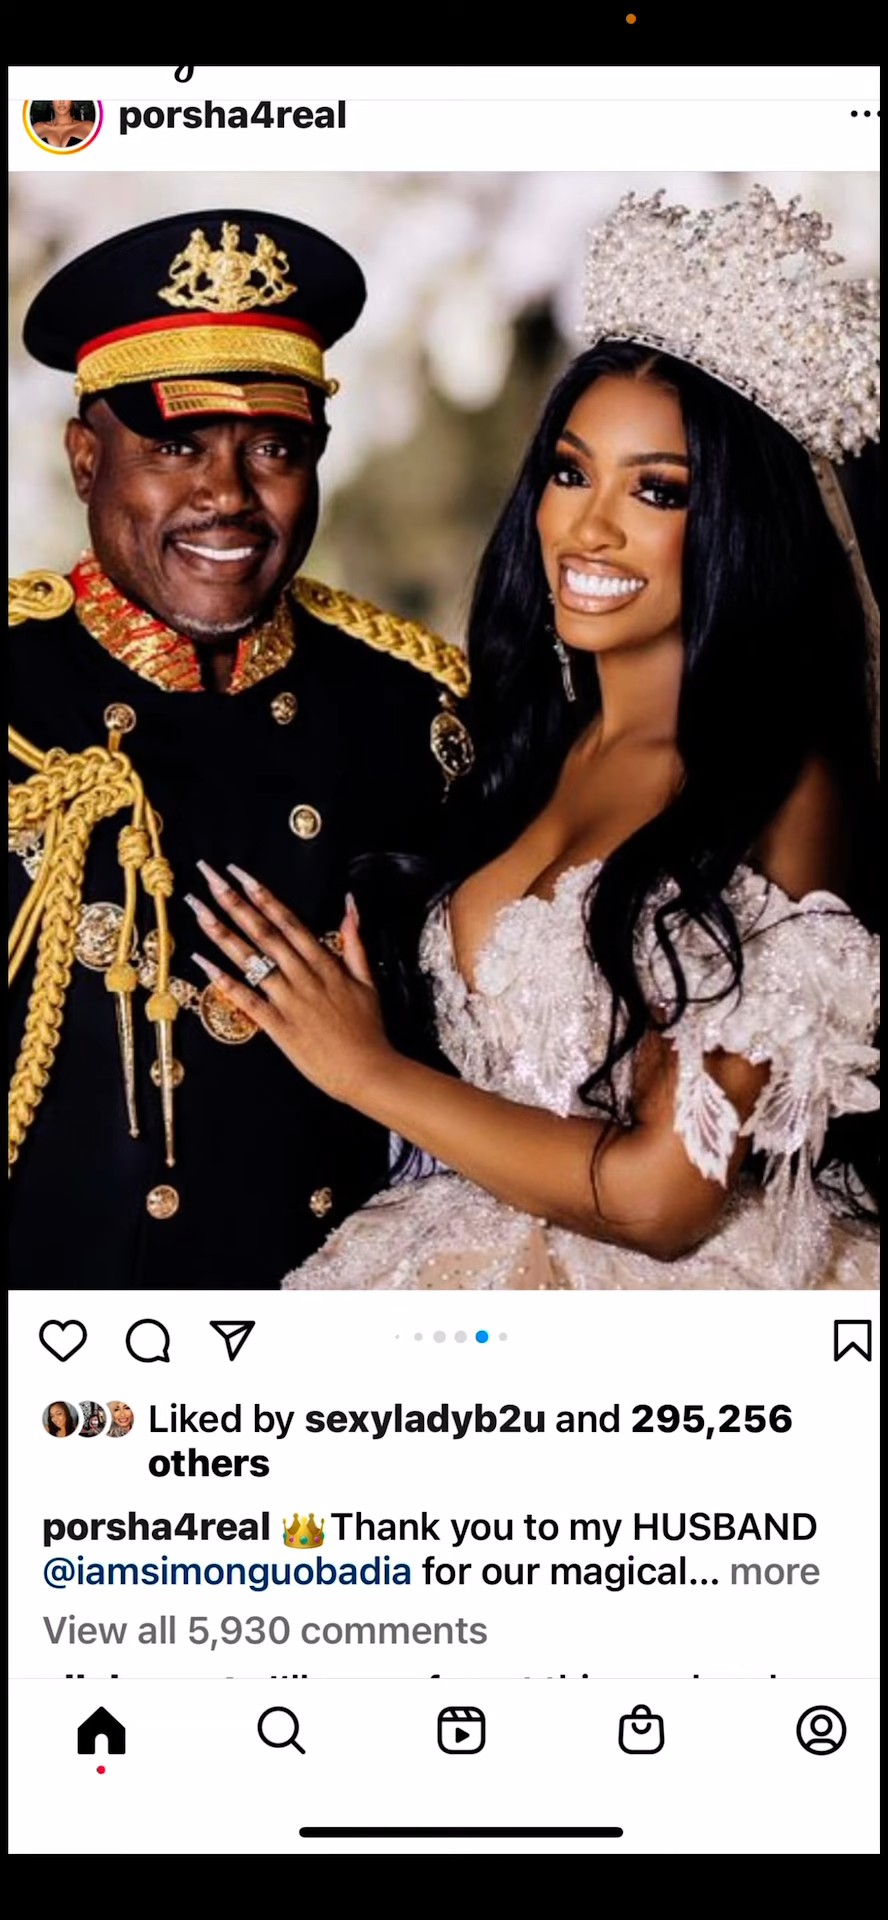 porsha4real
Liked by sexyladyb2u and 295,256
others
porsha4real 👑Thank you to my HUSBAND
@iamsimonguobadia for our magical... more
View all 5,930 comments